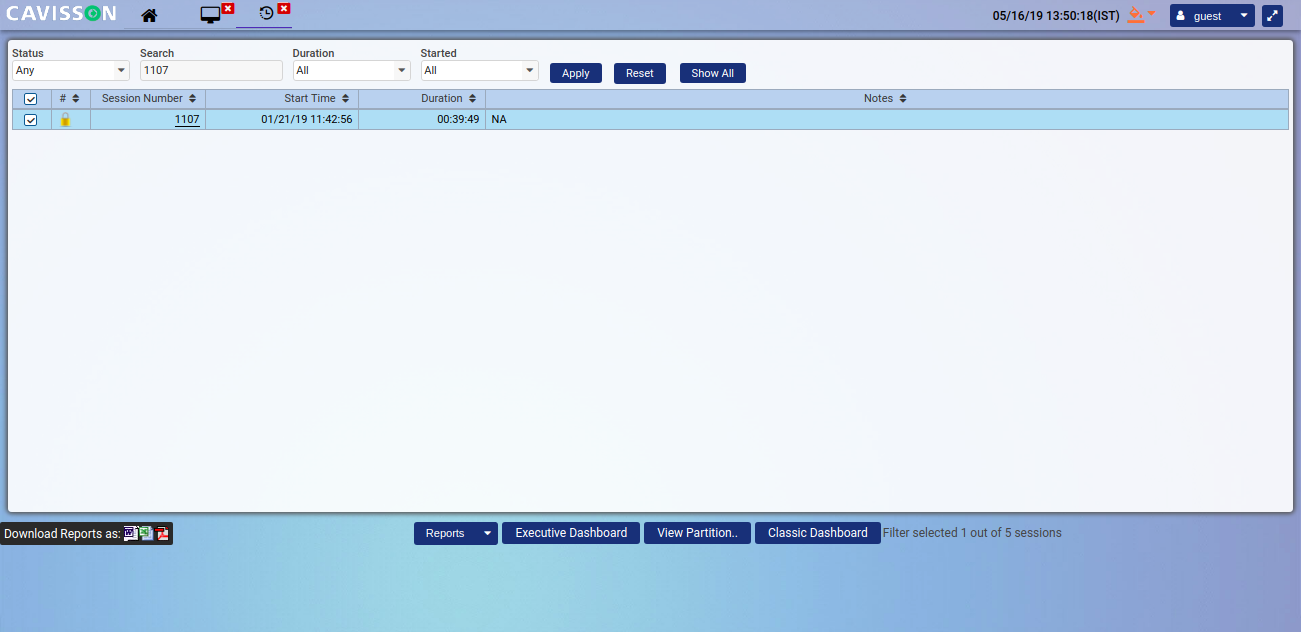 CAVISSON 05/16/19 13:50:18(IST) guest
Status Search Duration Started
Any 1107 All All Apply Reset Show All
# Session Number Start Time Duration Notes
1107 01/21/19 11:42:56 00:39:49 NA
Download Reports as: Reports Executive Dashboard View Partition.. Classic Dashboard Filter selected 1 out of 5 sessions